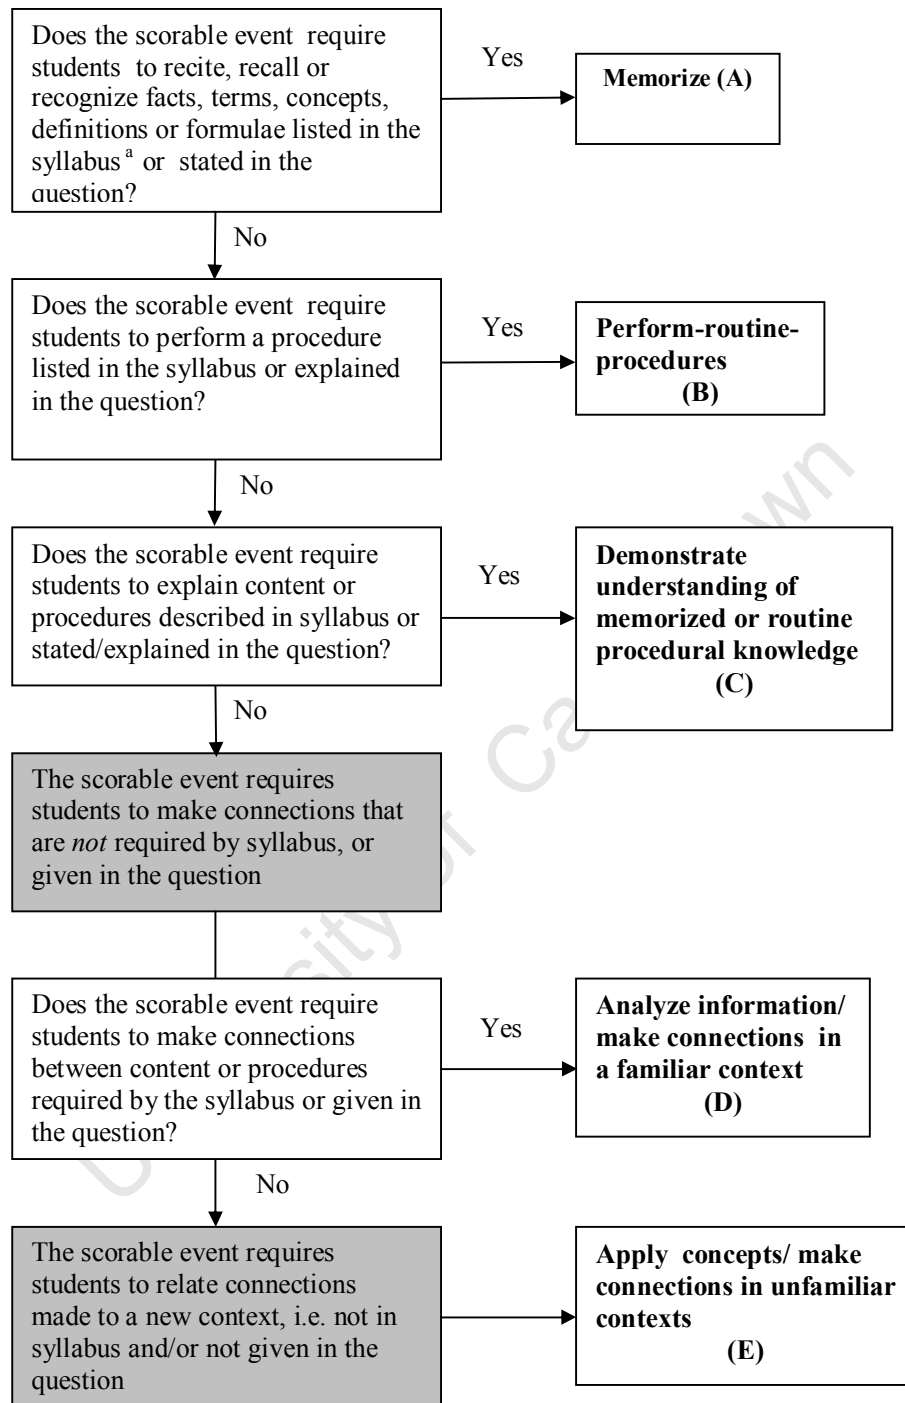 Does the scorable event require
students to recite, recall or
recognize facts, terms, concepts,
definitions or formulae listed in the
syllabus a or stated in the
question?
Yes
Memorize (A)
No
Does the scorable event require
students to perform a procedure
listed in the syllabus or explained
in the question?
Yes
Perform-routine-
procedures
(B)
No
Does the scorable event require
students to explain content or
procedures described in syllabus or
stated/explained in the question?
Yes
Demonstrate
understanding of
memorized or routine
procedural knowledge
(C)
No
The scorable event requires
students to make connections that
are not required by syllabus, or
given in the question
Does the scorable event require
students to make connections
between content or procedures
required by the syllabus or given in
the question?
Yes
Analyze information/
make connections in
a familiar context
(D)
No
The scorable event requires
students to relate connections
made to a new context, i.e. not in
syllabus and/or not given in the
question
Apply concepts/ make
connections in unfamiliar
contexts
(E)